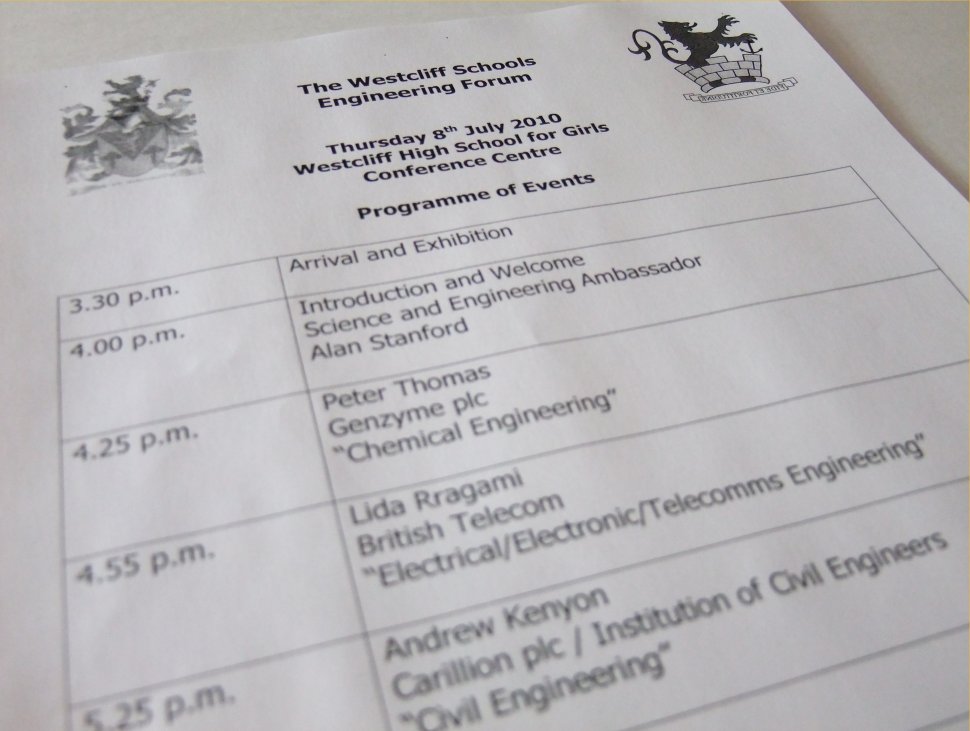 The Westcliff Schools
Engineering Forum
Thursday 8th July 2010
Westcliff High School for Girls
Conference Centre
Programme of Events
3.30 p.m.
Arrival and Exhibition
4.00 p.m.
Introduction and Welcome
Science and Engineering Ambassador
Alan Stanford
4.25 p.m.
Peter Thomas
Genzyme plc
“Chemical Engineering”
4.55 p.m.
Lida Rragami
British Telecom
“Electrical/Electronic/Telecomms Engineering”
5.25 p.m.
Andrew Kenyon
Carillion plc / Institution of Civil Engineers
“Civil Engineering”